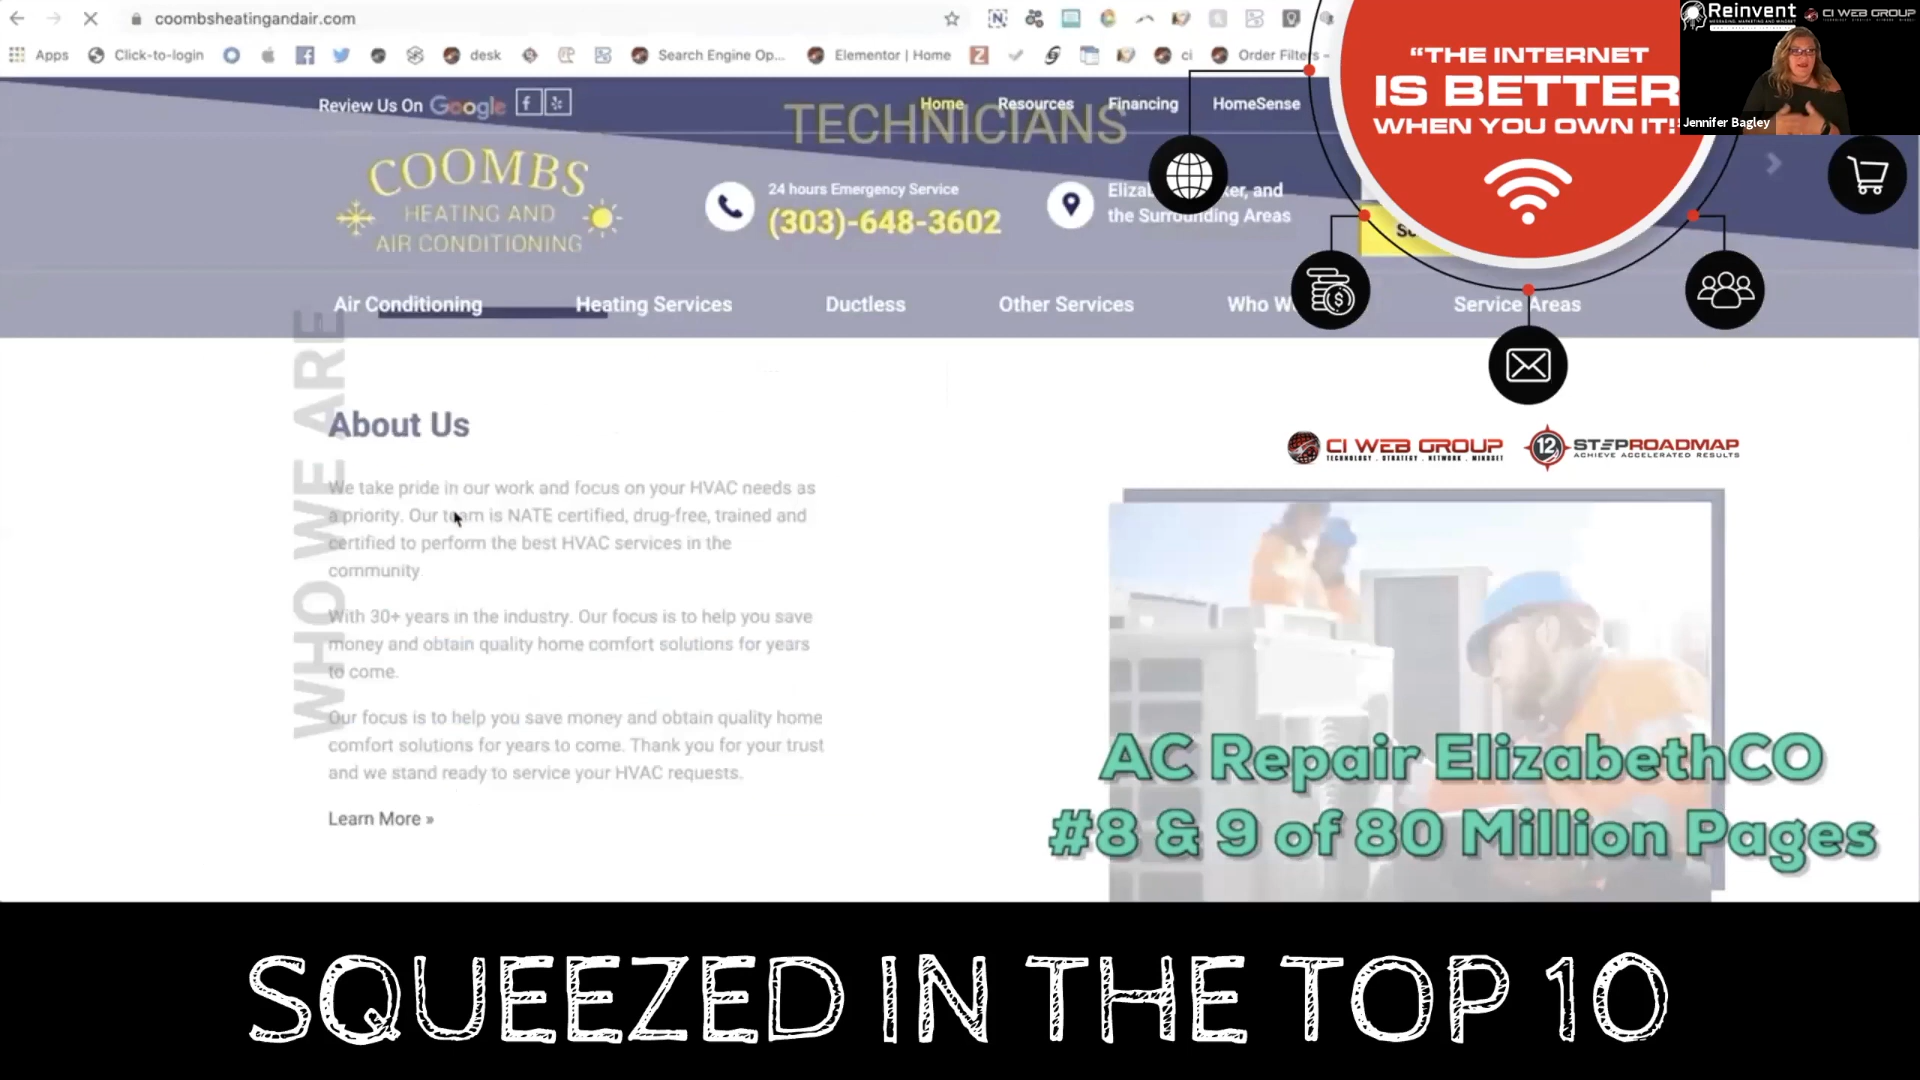 coombsheatingandair.com
Apps Click-to-login desk Search Engine Op... Elementor | Home ci Order Filters -
Review Us On Google
TECHNICIANS
Home Resources Financing HomeSense
COOMBS
HEATING AND
AIR CONDITIONING
24 hours Emergency Service
(303)-648-3602
the Surrounding Areas
Air Conditioning Heating Services Ductless Other Services Service Areas
"THE INTERNET
IS BETTER
WHEN YOU OWN IT!
Reinvent
CI WEB GROUP
Jennifer Bagley
WHO WE ARE
About Us
We take pride in our work and focus on your HVAC needs as
a priority. Our team is NATE certified, drug-free, trained and
certified to perform the best HVAC services in the
community
With 30+ years in the industry. Our focus is to help you save
money and obtain quality home comfort solutions for years
to come.
Our focus is to help you save money and obtain quality home
comfort solutions for years to come. Thank you for your trust
and we stand ready to service your HVAC requests.
Learn More »
CI WEB GROUP
TECHNOLOGY . STRATEGY . NETWORK . MINDSET
12 STEPROADMAP
ACHIEVE ACCELERATED RESULTS
AC Repair ElizabethCO
#8 & 9 of 80 Million Pages
SQUEEZED IN THE TOP 10